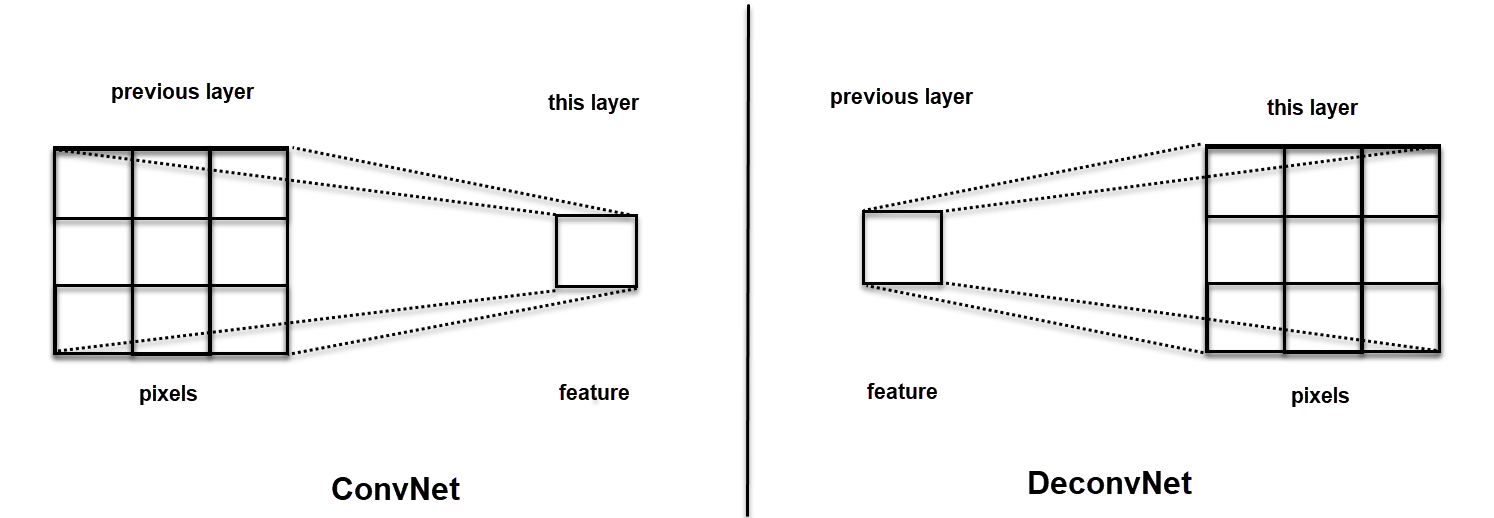 previous layer
this layer
pixels
feature
ConvNet
previous layer
this layer
feature
pixels
DeconvNet